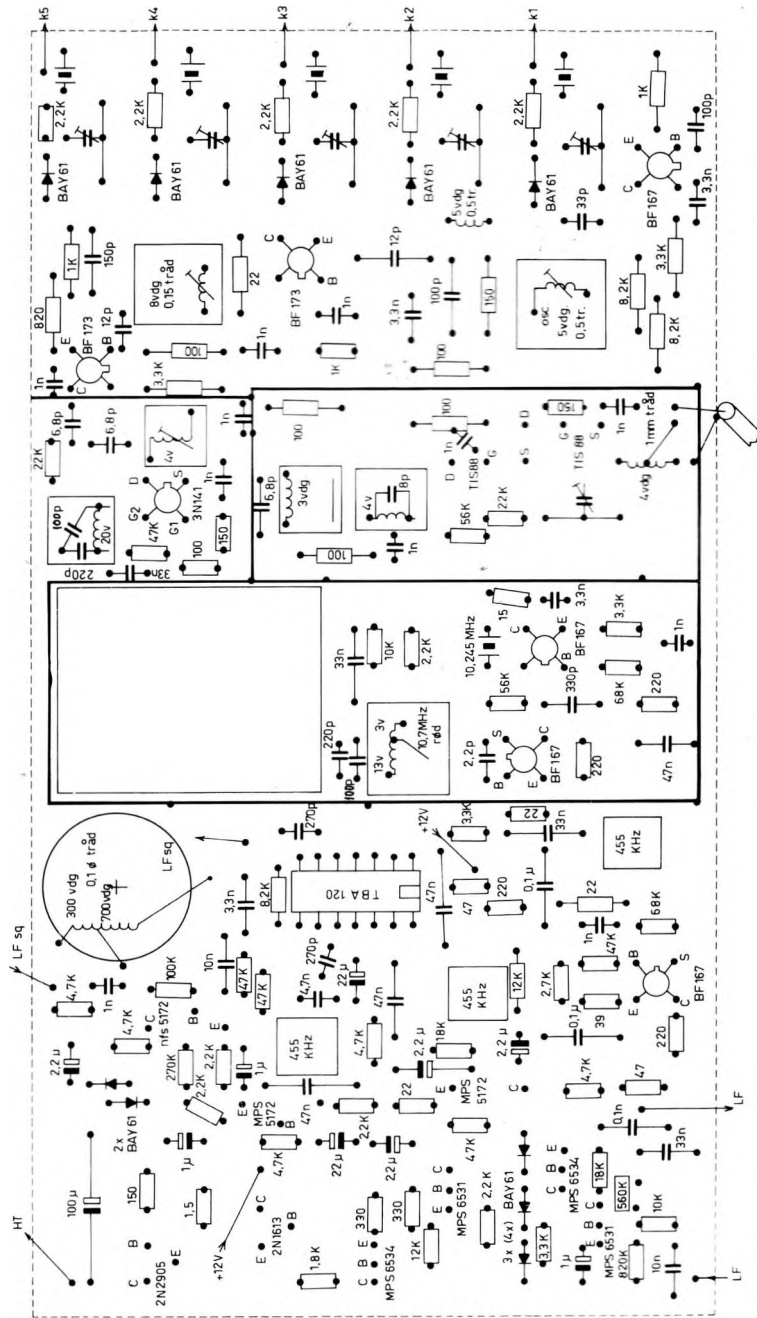 HT
LF sq
k5
k4
k3
k2
k1
100µ
2,2µ
4,7K
1n
300 vdg
0,1 ø tråd
700vdg
LF sq
2x
BAY61
4,7K
100K
C
nfs 5172
B
E
C
B
E
2N2905
150
1µ
2,2K
270K
2,2K
1µ
10n
3,3n
270p
47K
47K
8,2K
1,5
+12V
C
E
B
2N1613
4,7K
E
MPS
5172
B
47n
455
KHz
4,7n
270p
22µ
TBA 120
1,8K
22µ
2,2K
4,7K
47n
47n
+12V
C B E
MPS6534
330
330
2,2µ
22
2,2µ
18K
455
KHz
12K
E B C
MPS 6531
47K
E
MPS
5172
C
2,2µ
12K
47
220
3,3K
22
33n
2,2K
3x (4x)
BAY61
3,3K
C B E
MPS 6534
4,7K
0,1µ
2,7K
0,1µ
39
47K
1n
22
455
KHz
1µ
E B C
MPS 6531
18K
560K
820K
10K
10n
LF
0,1n
33n
LF
47
220
E
B
C
S
BF167
68K
220p
100p
33n
10K
2,2K
13v
3v
10,7MHz
rød
10,245 MHz
56K
15
3,3n
2,2p
B
S
E
C
BF167
220
330p
C
E
B
BF167
68K
3,3K
220
47n
1n
22K
6,8p
6,8p
100p
20v
220p
33n
G2
D
G1
S
3N141
47K
100
150
1n
4v
1n
6,8p
3vdg
100
100
4v
8p
1n
56K
22K
100
1n
D
TIS88
G
S
D
G
S
TIS 88
150
1n
4vdg
1mm tråd
1n
820
E
BF173
B
C
12p
1K
150p
3,3K
100
8vdg
0,15 tråd
22
1n
BF 173
C
E
B
1n
1K
3,3n
12p
100p
150
100
5vdg
0,5 tr.
osc.
5vdg.
0,5tr.
33p
8,2K
8,2K
3,3K
3,3n
C
E
B
BF167
100p
1K
2,2K
BAY61
2,2K
BAY61
2,2K
BAY61
2,2K
BAY61
2,2K
BAY61